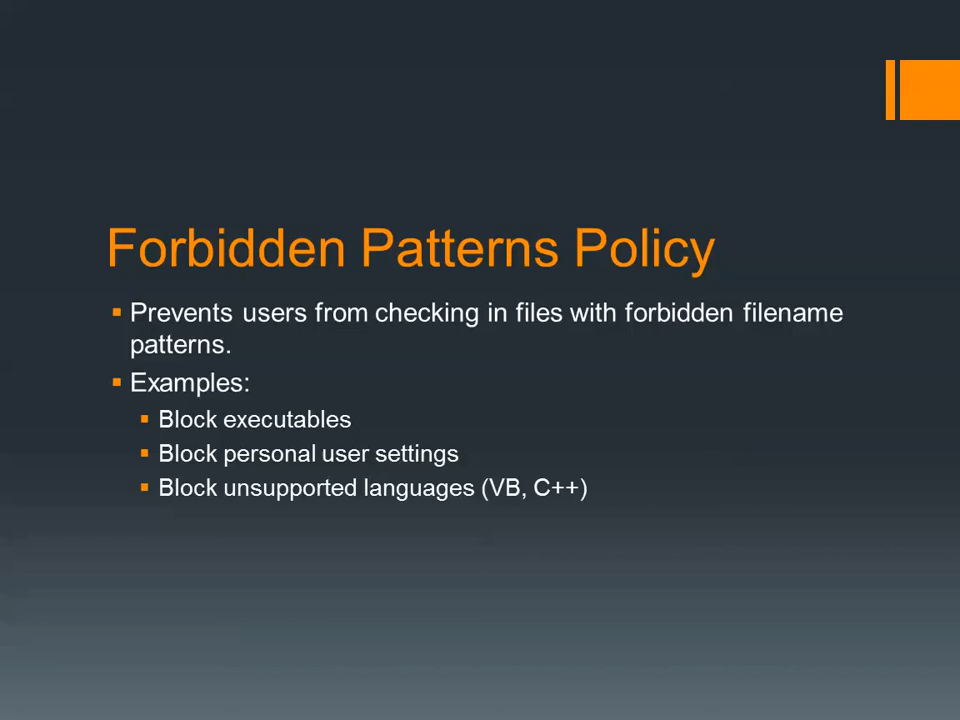 Forbidden Patterns Policy
Prevents users from checking in files with forbidden filename
patterns.
Examples:
Block executables
Block personal user settings
Block unsupported languages (VB, C++)